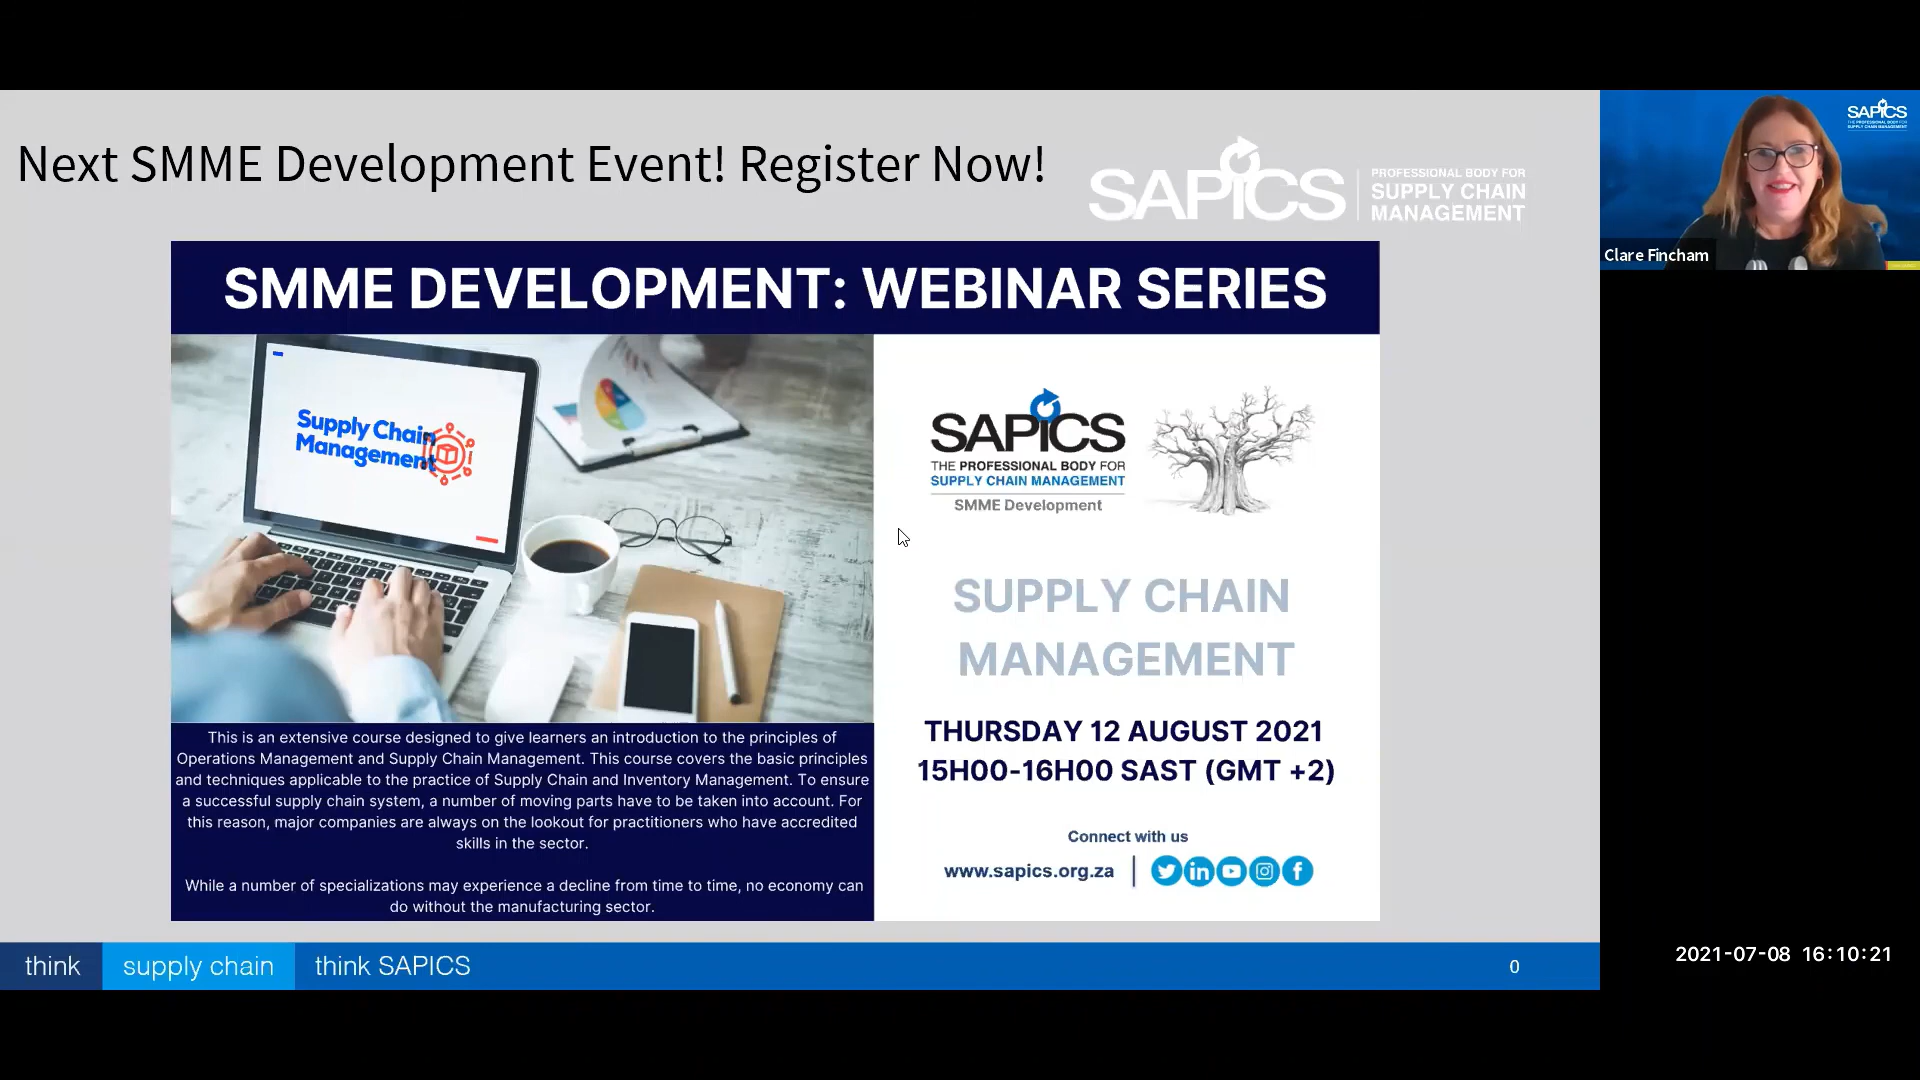 Next SMME Development Event! Register Now!
SAPICS
PROFESSIONAL BODY FOR
SUPPLY CHAIN
MANAGEMENT
SAPICS
THE PROFESSIONAL BODY FOR
SUPPLY CHAIN MANAGEMENT
Clare Fincham
SMME DEVELOPMENT: WEBINAR SERIES
Supply Chain
Management
SAPICS
THE PROFESSIONAL BODY FOR
SUPPLY CHAIN MANAGEMENT
SMME Development
SUPPLY CHAIN
MANAGEMENT
THURSDAY 12 AUGUST 2021
15H00-16H00 SAST (GMT +2)
Connect with us
www.sapics.org.za
This is an extensive course designed to give learners an introduction to the principles of
Operations Management and Supply Chain Management. This course covers the basic principles
and techniques applicable to the practice of Supply Chain and Inventory Management. To ensure
a successful supply chain system, a number of moving parts have to be taken into account. For
this reason, major companies are always on the lookout for practitioners who have accredited
skills in the sector.
While a number of specializations may experience a decline from time to time, no economy can
do without the manufacturing sector.
think supply chain think SAPICS
0
2021-07-08 16:10:21